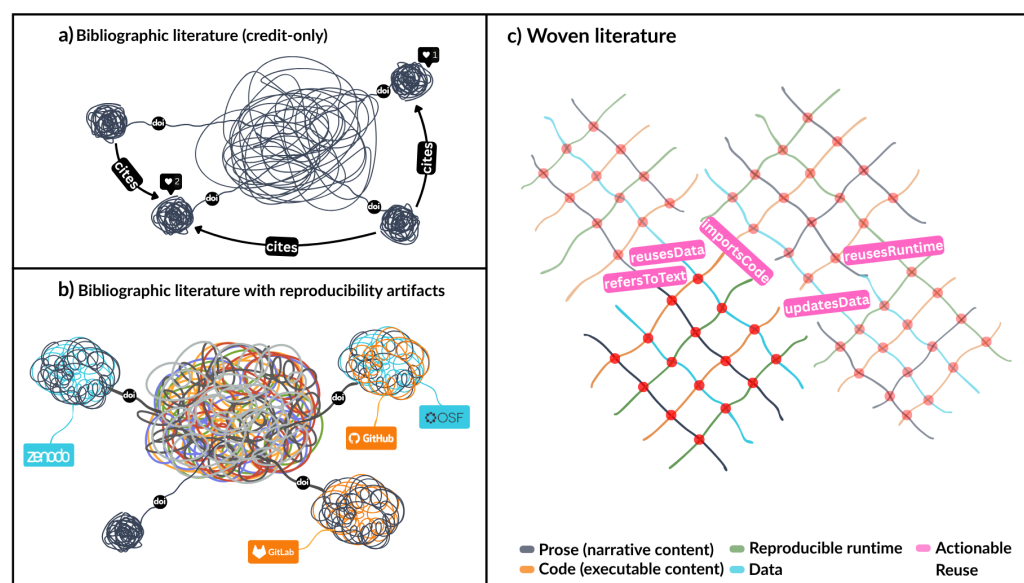 a) Bibliographic literature (credit-only)
♥ 1
doi
doi
cites
cites
♥ 2
doi
doi
cites
b) Bibliographic literature with reproducibility artifacts
doi
doi
OSF
GitHub
zenodo
doi
doi
GitLab
c) Woven literature
importsCode
reusesData
reusesRuntime
refersToText
updatesData
Prose (narrative content)
Reproducible runtime
Actionable
Reuse
Code (executable content)
Data